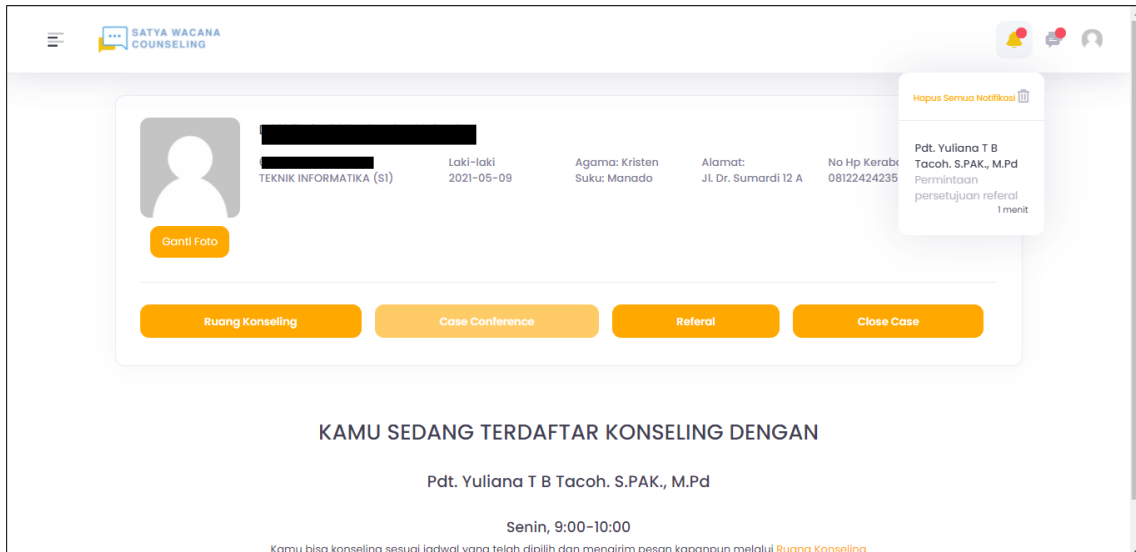 SATYA WACANA
COUNSELING
Hapus Semua Notifikasi
Pdt. Yuliana T B
Tacoh. S.PAK., M.Pd
Permintaan
persetujuan referal
1 menit
Laki-laki
Agama: Kristen
Alamat:
No Hp
TEKNIK INFORMATIKA (S1)
2021-05-09
Suku: Manado
Jl. Dr. Sumardi 12 A
08122424235
Ganti Foto
Ruang Konseling
Case Conference
Referal
Close Case
KAMU SEDANG TERDAFTAR KONSELING DENGAN
Pdt. Yuliana T B Tacoh. S.PAK., M.Pd
Senin, 9:00-10:00
Kamu bisa konseling sesuai jadwal yang telah dipilih dan mengirim pesan kapanpun melalui Ruang Konseling